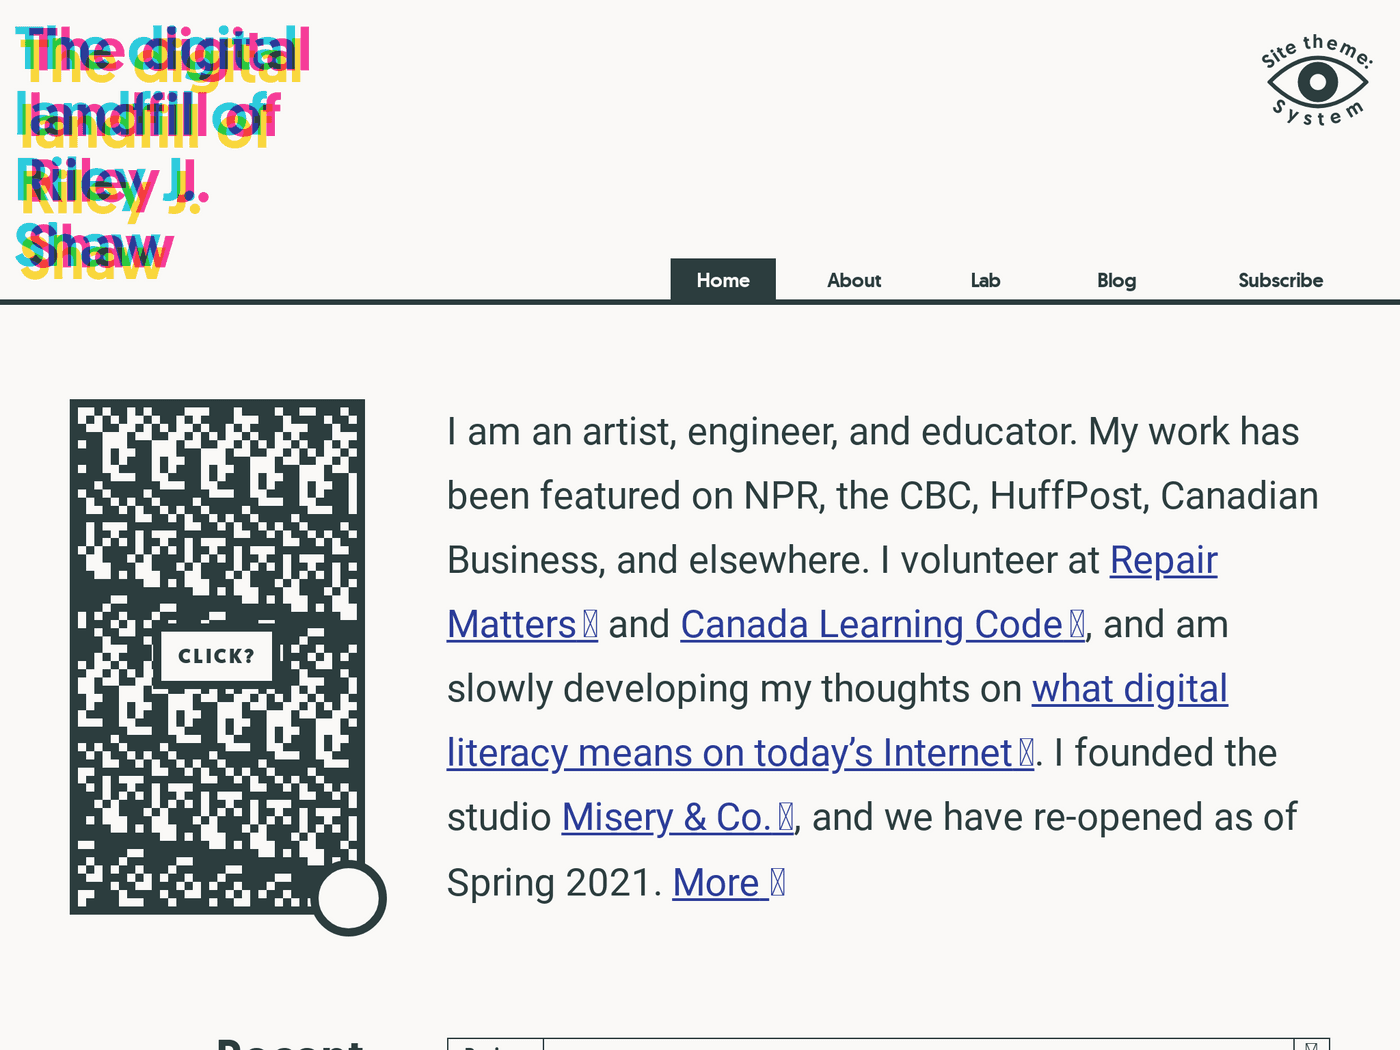 The digital
landfill of
Riley J.
Shaw
Site theme:
System
Home
About
Lab
Blog
Subscribe
CLICK?
I am an artist, engineer, and educator. My work has
been featured on NPR, the CBC, HuffPost, Canadian
Business, and elsewhere. I volunteer at Repair
Matters and Canada Learning Code, and am
slowly developing my thoughts on what digital
literacy means on today’s Internet. I founded the
studio Misery & Co., and we have re-opened as of
Spring 2021. More
Recent